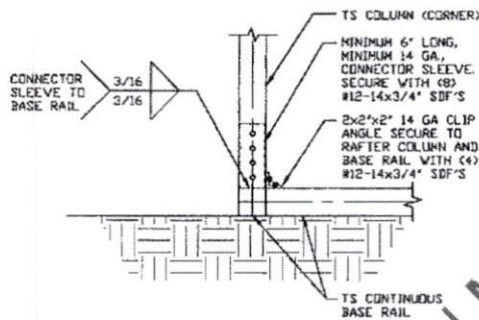 TS COLUMN (CORNER)
MINIMUM 6" LONG,
MINIMUM 14 GA.,
CONNECTOR SLEEVE.
SECURE WITH (8)
#12-14x3/4" SDF'S
CONNECTOR
SLEEVE TO
BASE RAIL
3/16
3/16
2x2"x2" 14 GA CLIP
ANGLE SECURE TO
RAFTER COLUMN AND
BASE RAIL WITH (4)
#12-14x3/4" SDF'S
TS CONTINUOUS
BASE RAIL